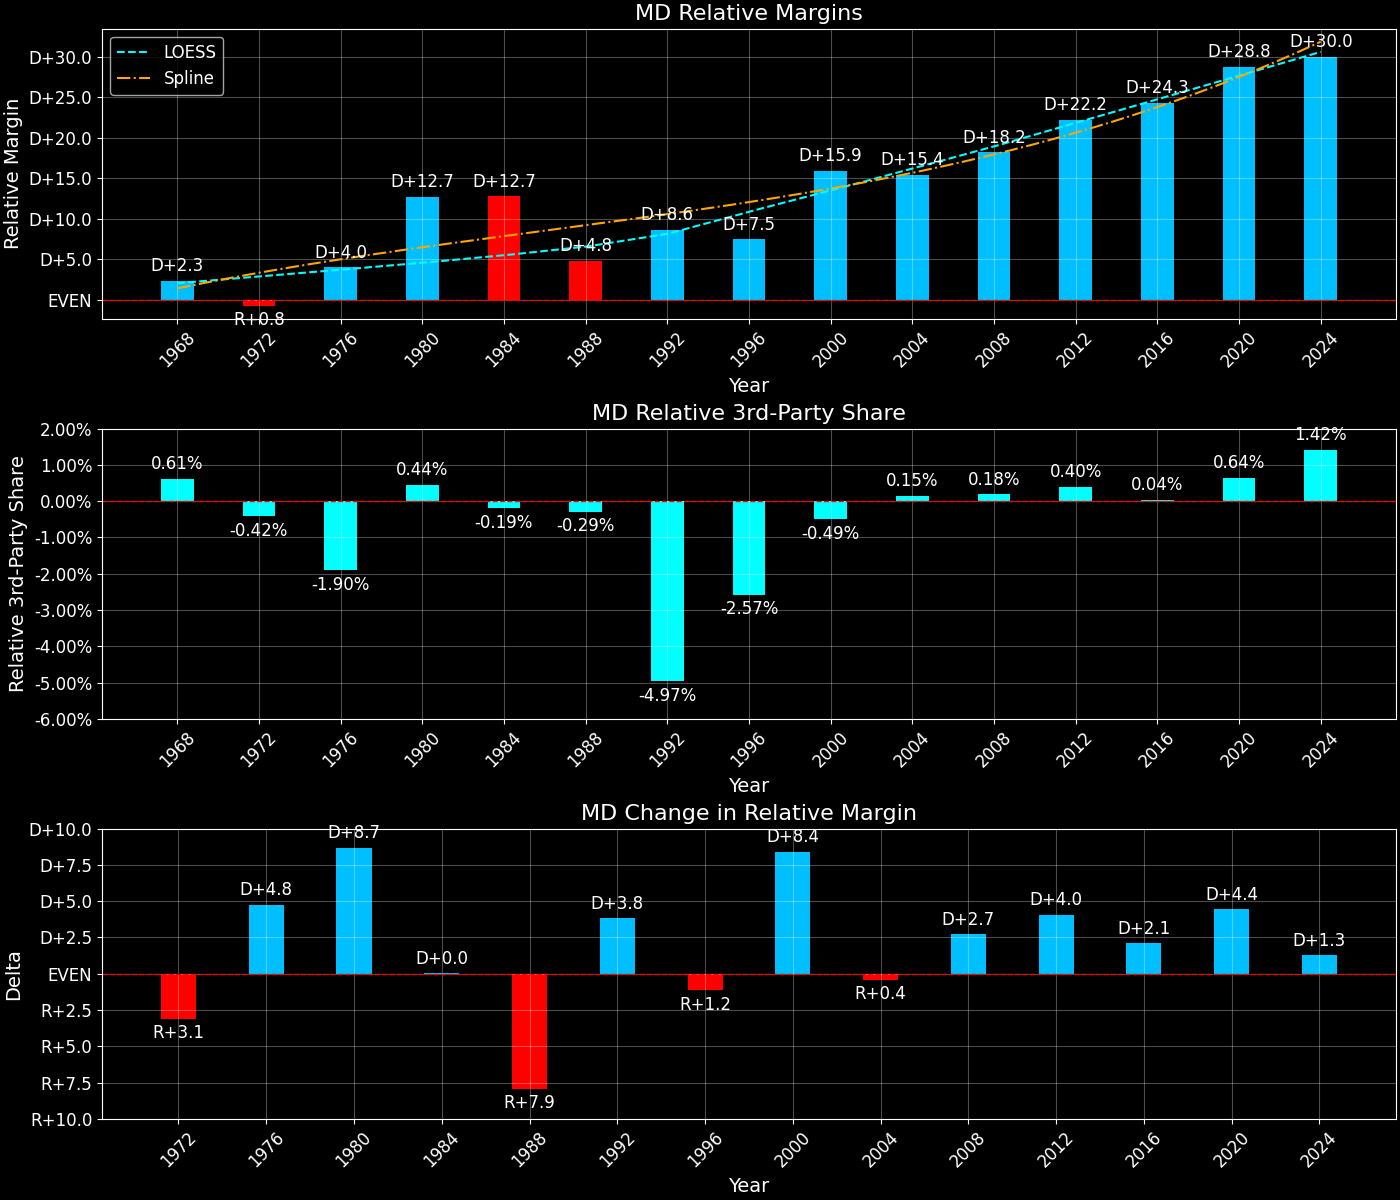 MD Relative Margins
LOESS
Spline
Relative Margin
D+30.0
D+25.0
D+20.0
D+15.0
D+10.0
D+5.0
EVEN
D+2.3
R+0.8
D+4.0
D+12.7
D+12.7
D+4.8
D+8.6
D+7.5
D+15.9
D+15.4
D+18.2
D+22.2
D+24.3
D+28.8
D+30.0
1968 1972 1976 1980 1984 1988 1992 1996 2000 2004 2008 2012 2016 2020 2024
Year
MD Relative 3rd-Party Share
Relative 3rd-Party Share
2.00%
1.00%
0.00%
-1.00%
-2.00%
-3.00%
-4.00%
-5.00%
-6.00%
0.61%
-0.42%
-1.90%
0.44%
-0.19%
-0.29%
-4.97%
-2.57%
-0.49%
0.15%
0.18%
0.40%
0.04%
0.64%
1.42%
1968 1972 1976 1980 1984 1988 1992 1996 2000 2004 2008 2012 2016 2020 2024
Year
MD Change in Relative Margin
Delta
D+10.0
D+7.5
D+5.0
D+2.5
EVEN
R+2.5
R+5.0
R+7.5
R+10.0
R+3.1
D+4.8
D+8.7
D+0.0
R+7.9
D+3.8
R+1.2
D+8.4
R+0.4
D+2.7
D+4.0
D+2.1
D+4.4
D+1.3
1972 1976 1980 1984 1988 1992 1996 2000 2004 2008 2012 2016 2020 2024
Year